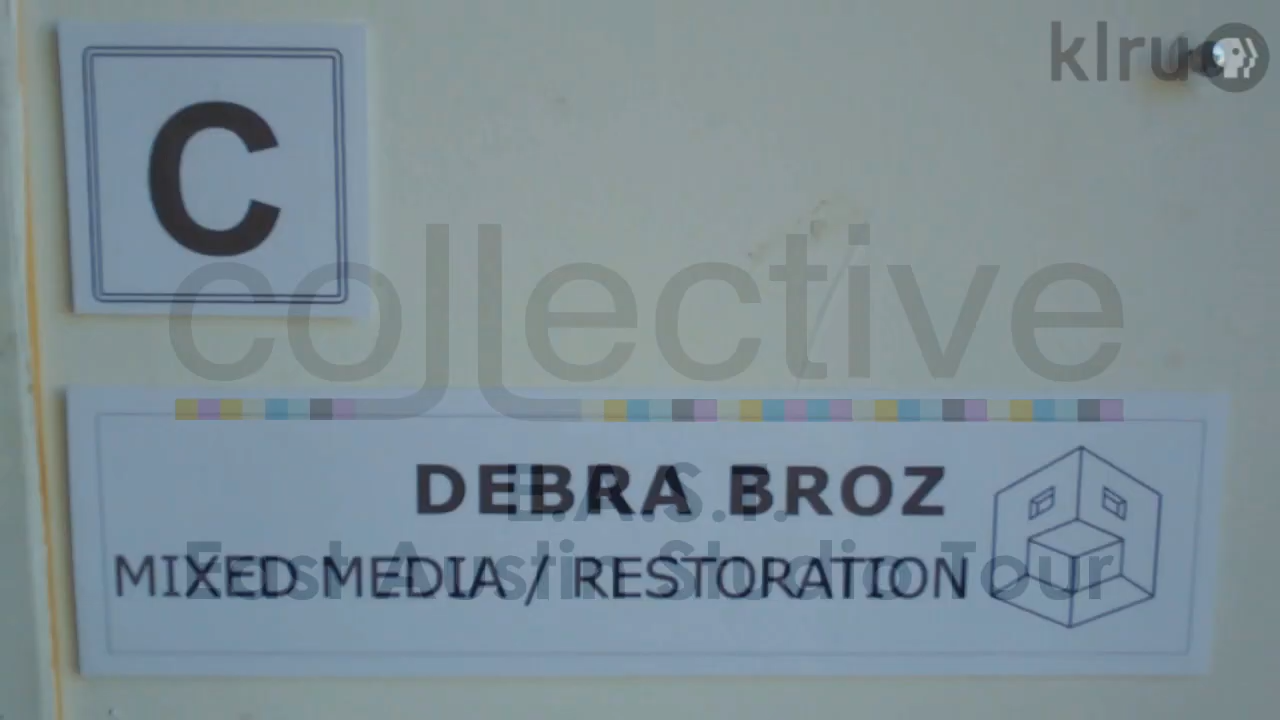 klru
C
collective
DEBRA BROZ
E.A.S.T.
MIXED MEDIA / RESTORATION
East Austin Studio Tour